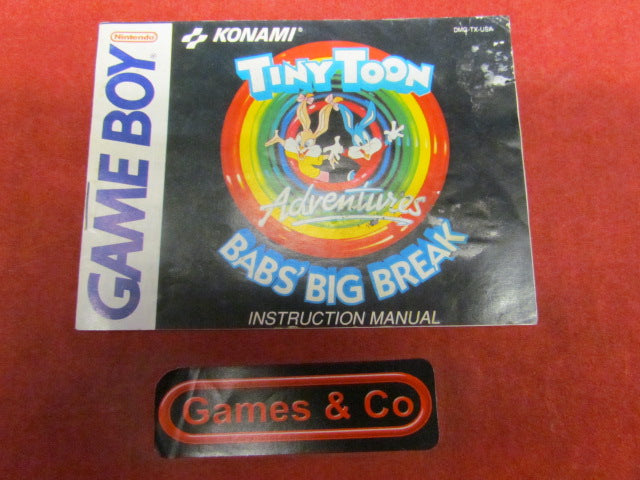 Nintendo
GAME BOY
KONAMI
DMG-TX-USA
TINY TOON
Adventures
BABS' BIG BREAK
INSTRUCTION MANUAL
Games & Co